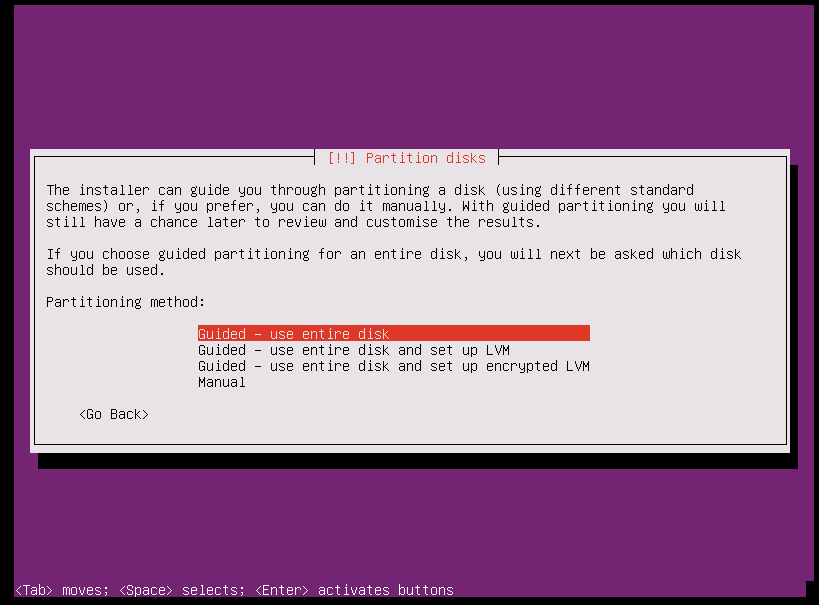 [!!] Partition disks
The installer can guide you through partitioning a disk (using different standard
schemes) or, if you prefer, you can do it manually. With guided partitioning you will
still have a chance later to review and customise the results.
If you choose guided partitioning for an entire disk, you will next be asked which disk
should be used.
Partitioning method:
Guided - use entire disk
Guided - use entire disk and set up LVM
Guided - use entire disk and set up encrypted LVM
Manual
<Go Back>
<Tab> moves; <Space> selects; <Enter> activates buttons